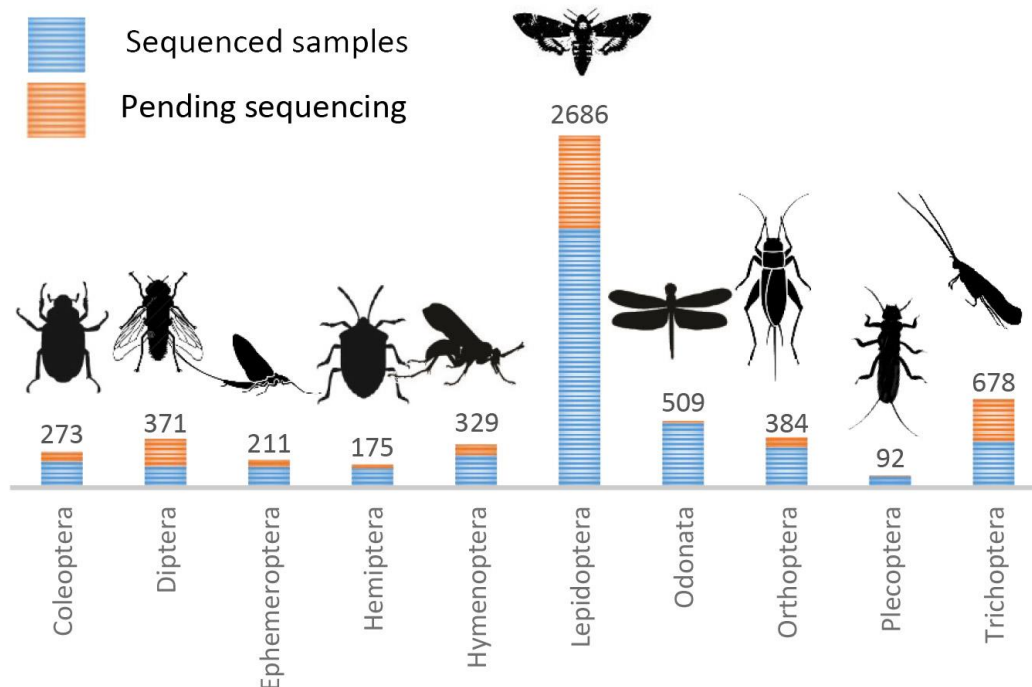 Sequenced samples
Pending sequencing
2686
273
371
211
175
329
509
384
92
678
Coleoptera
Diptera
Ephemeroptera
Hemiptera
Hymenoptera
Lepidoptera
Odonata
Orthoptera
Plecoptera
Trichoptera